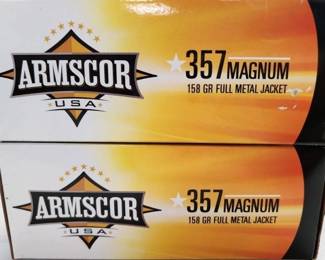 ARMSCOR
USA
357 MAGNUM
158 GR FULL METAL JACKET
ARMSCOR
USA
357 MAGNUM
158 GR FULL METAL JACKET